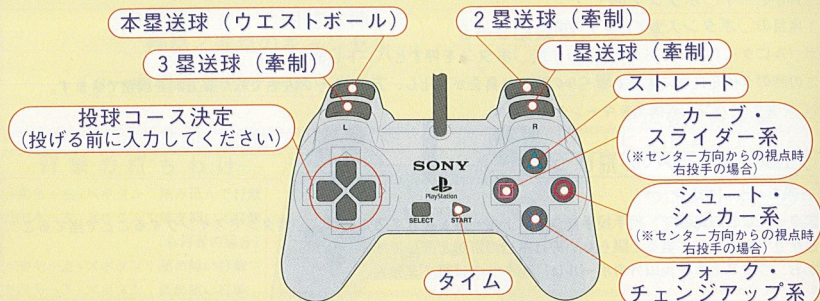 本塁送球（ウエストボール）
2塁送球（牽制）
3塁送球（牽制）
1塁送球（牽制）
ストレート
投球コース決定
（投げる前に入力してください）
カーブ・
スライダー系
（※センター方向からの視点時
右投手の場合）
シュート・
シンカー系
（※センター方向からの視点時
右投手の場合）
フォーク・
チェンジアップ系
タイム
L
R
SONY
PlayStation
SELECT
START